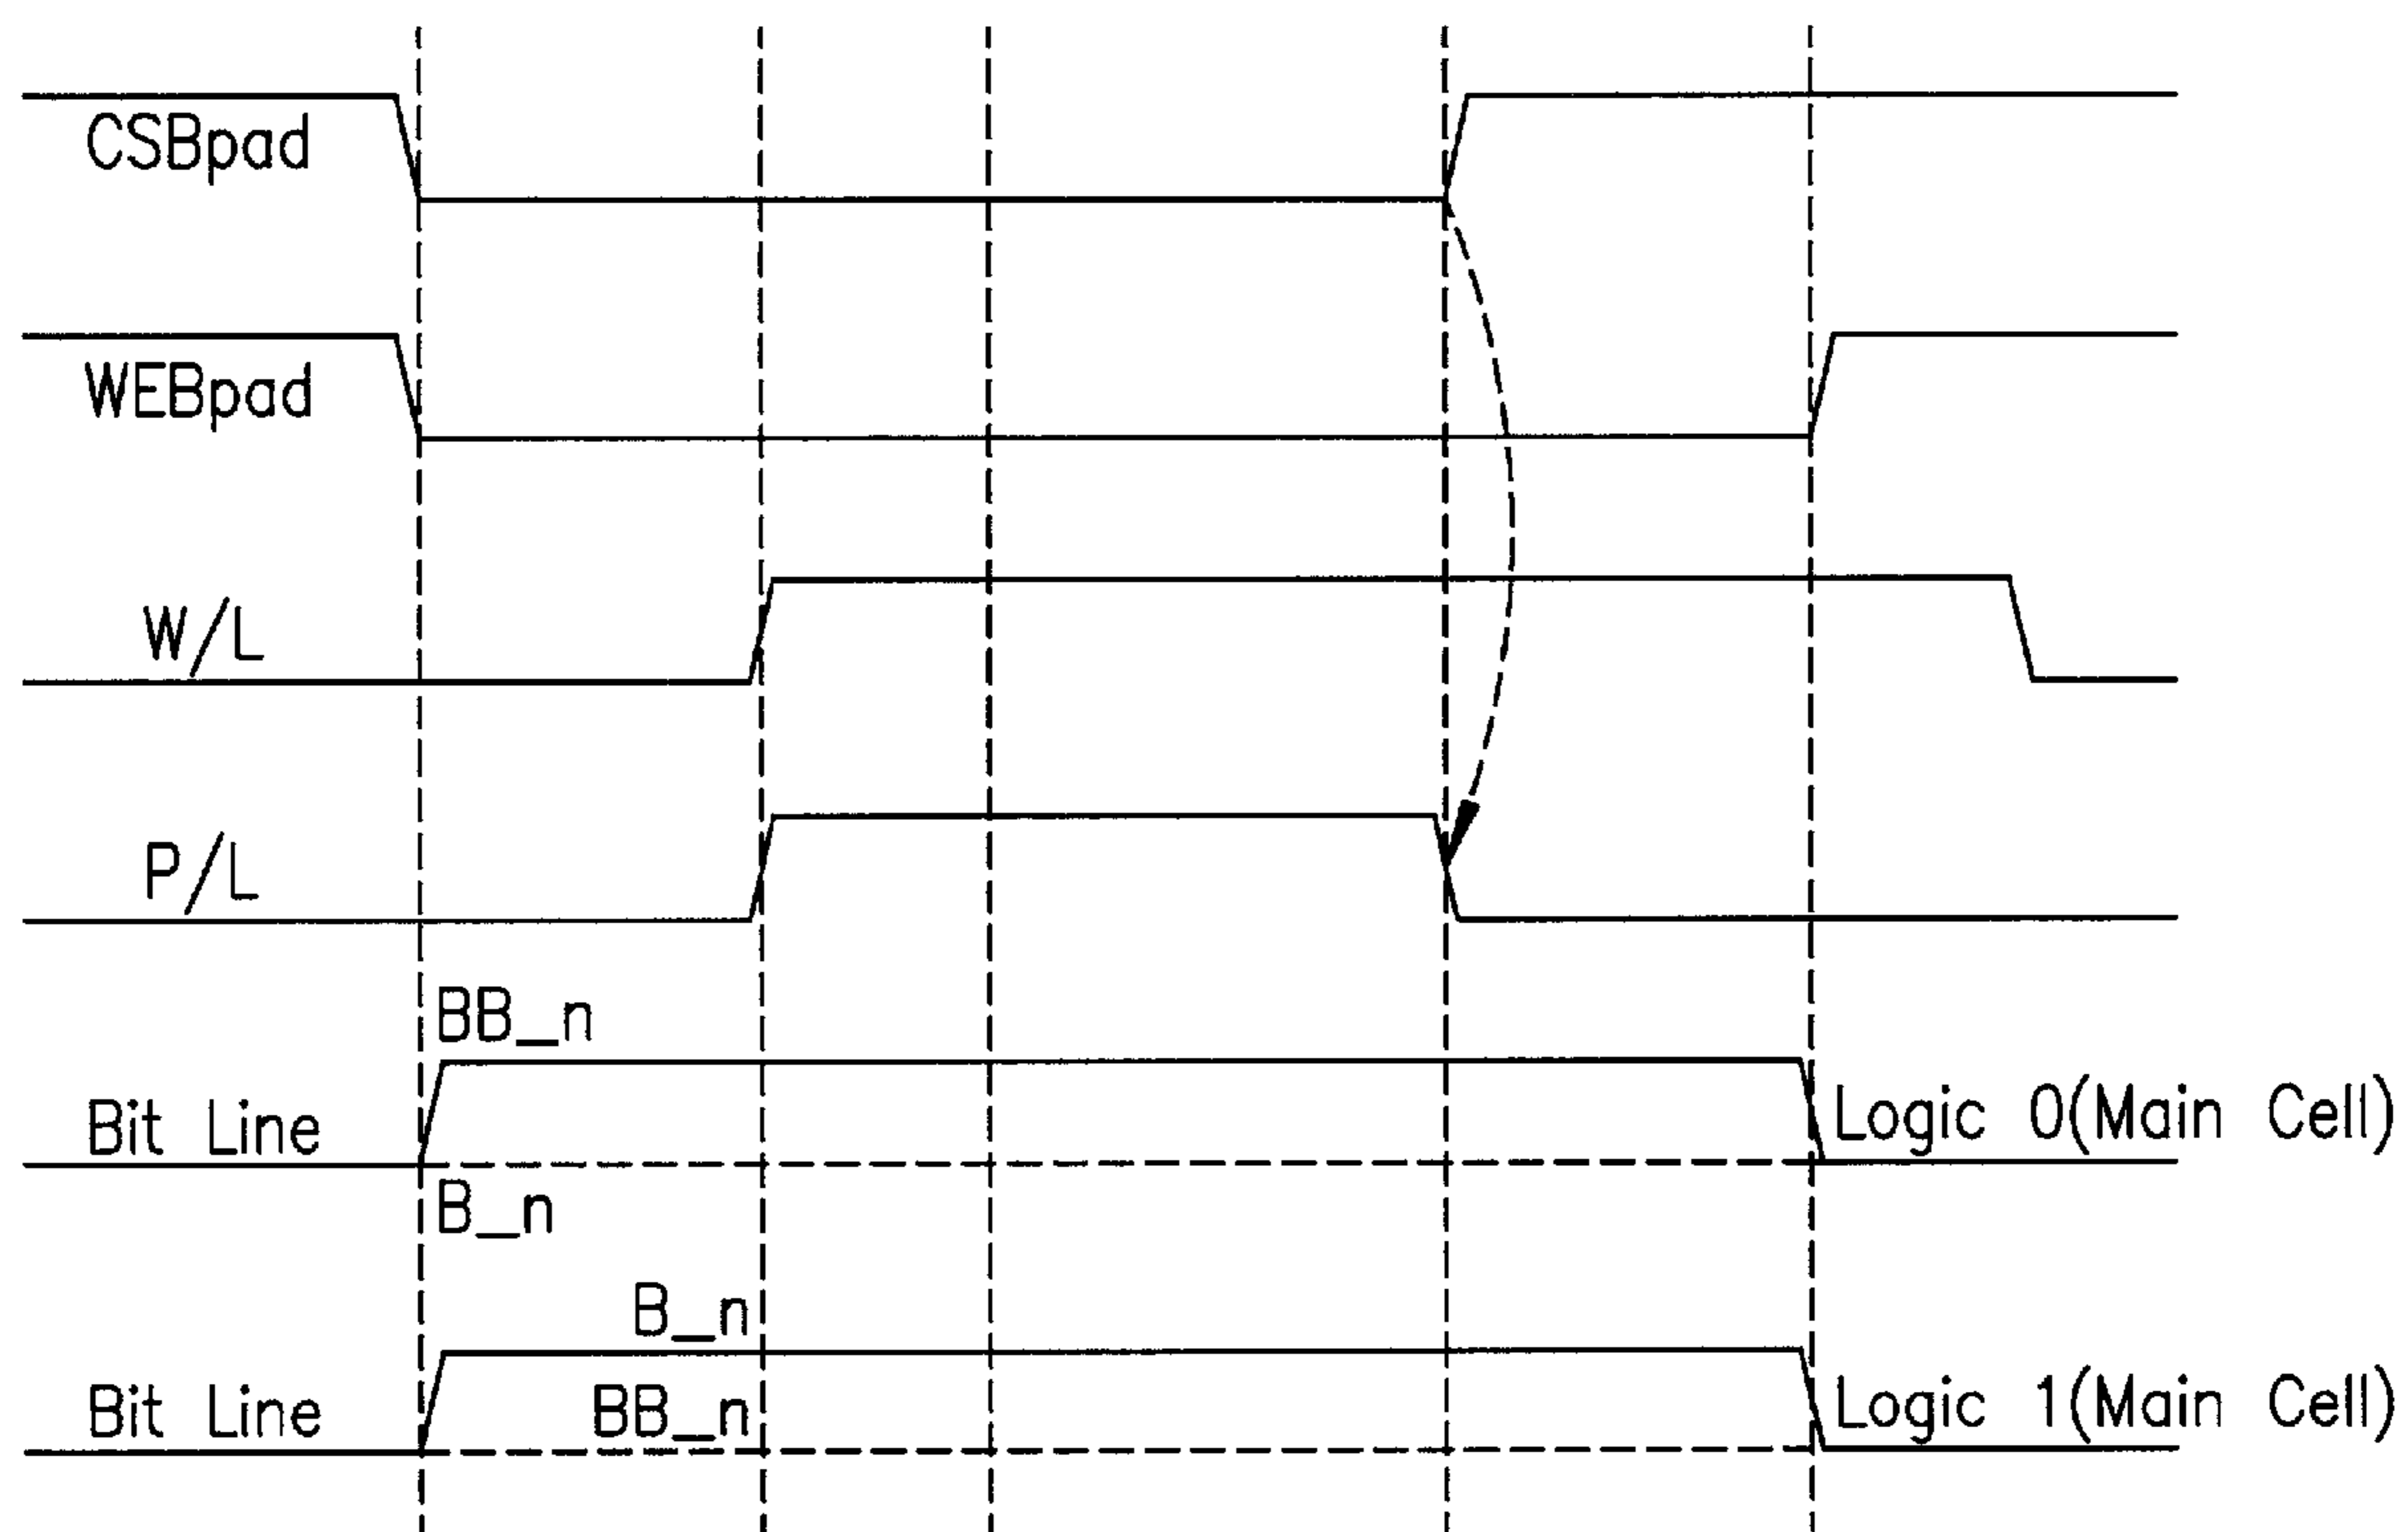 CSBpad
WEBpad
W/L
P/L
BB_n
Bit Line
Logic 0(Main Cell)
B_n
B_n
Bit Line
BB_n
Logic 1(Main Cell)